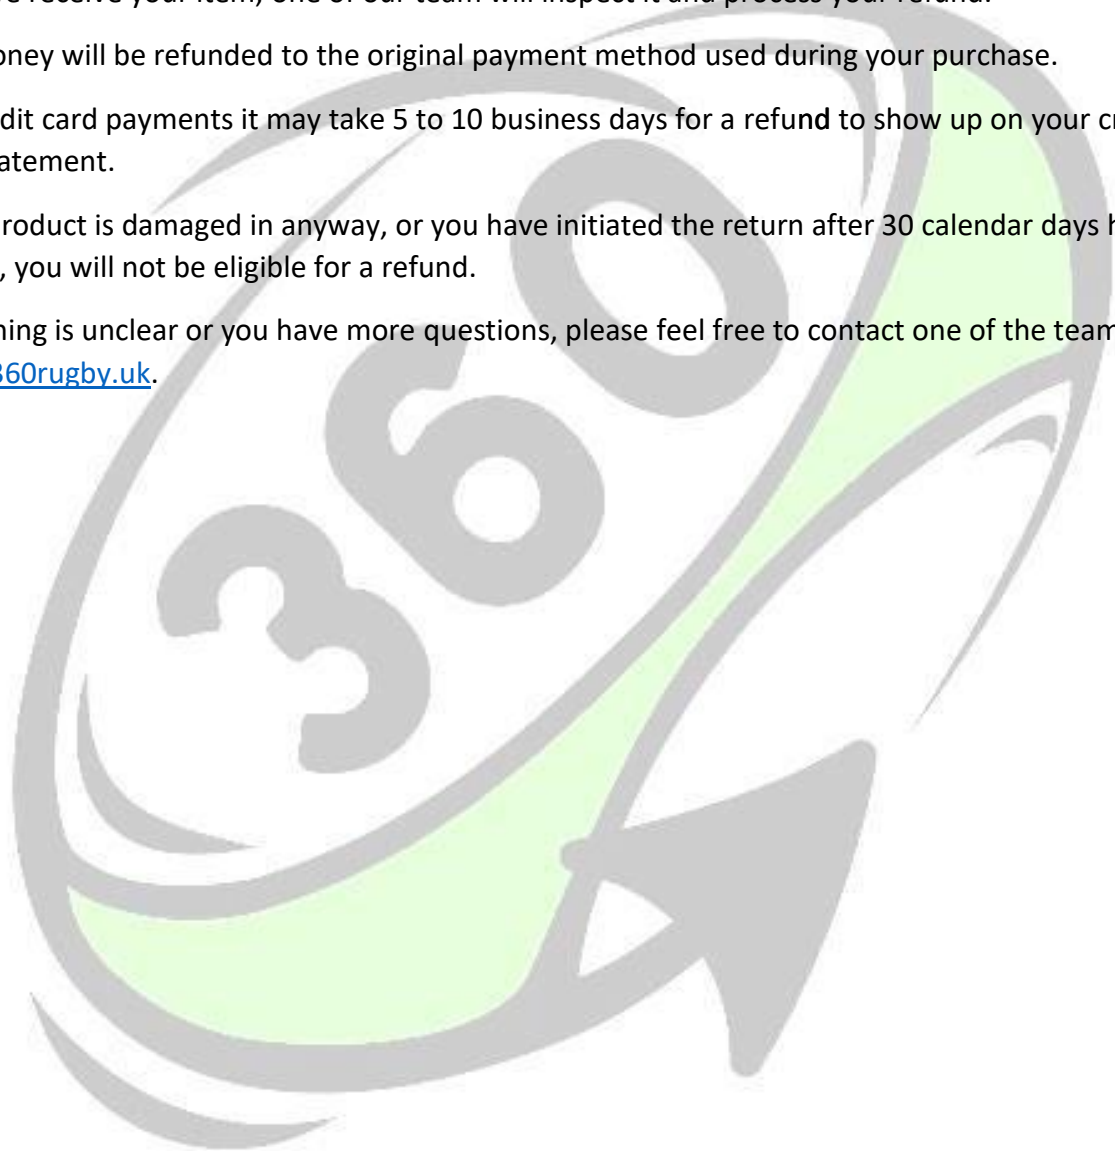 receive your item, one of our team will inspect it and process your refund.
oney will be refunded to the original payment method used during your purchase.
dit card payments it may take 5 to 10 business days for a refund to show up on your c
atement.
roduct is damaged in anyway, or you have initiated the return after 30 calendar days h
, you will not be eligible for a refund.
ning is unclear or you have more questions, please feel free to contact one of the team
360rugby.uk.
360